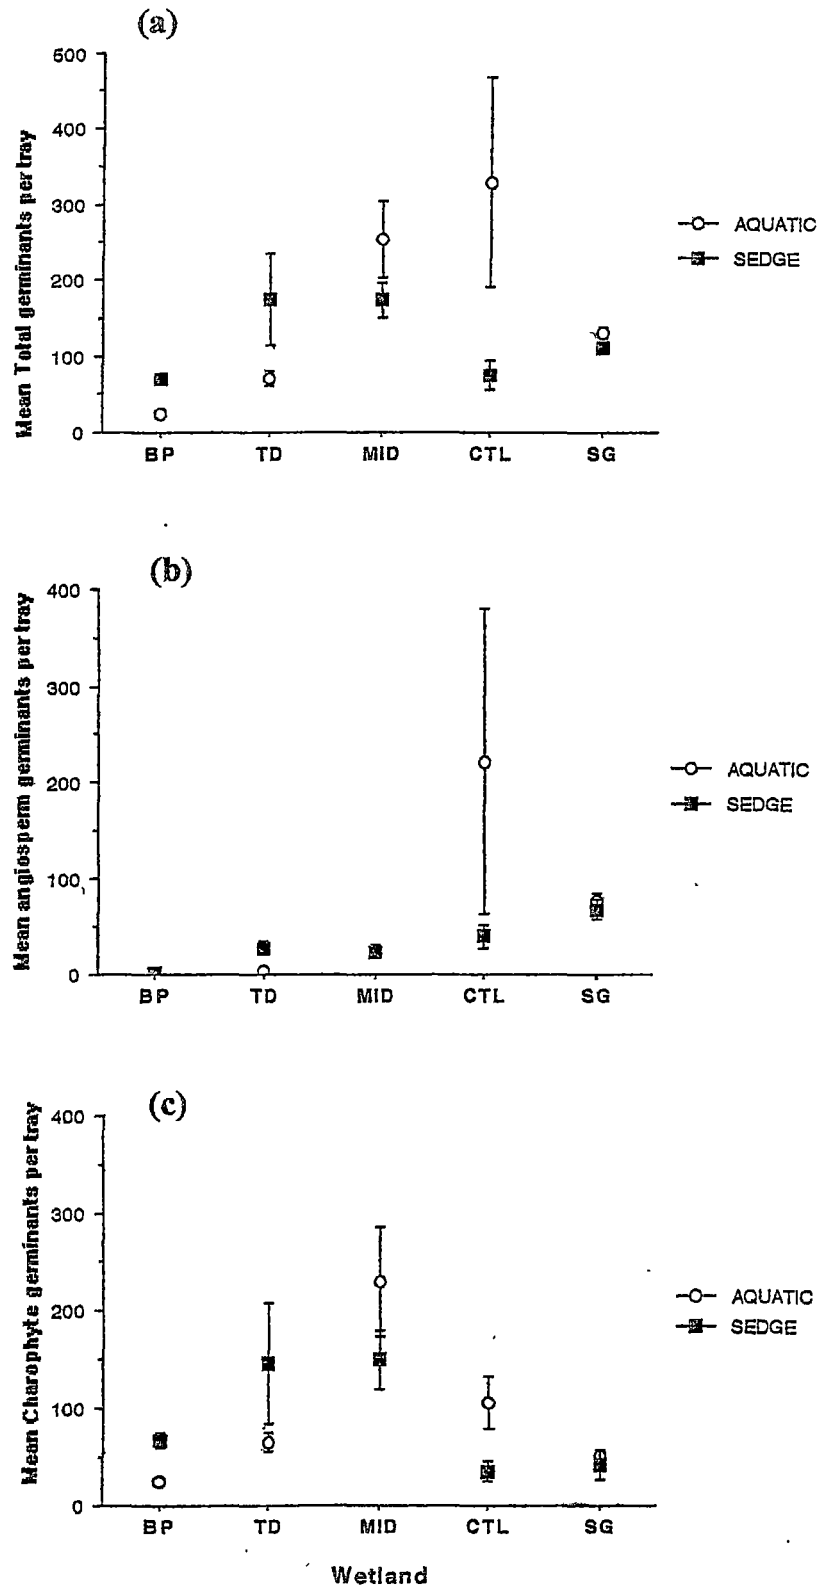 (a)
Mean Total germinants per tray
500
400
300
200
100
0
BP TD MID CTL SG
AQUATIC
SEDGE
(b)
Mean angiosperm germinants per tray
400
300
200
100
0
BP TD MID CTL SG
AQUATIC
SEDGE
(c)
Mean Charophyte germinants per tray
400
300
200
100
0
BP TD MID CTL SG
AQUATIC
SEDGE
Wetland